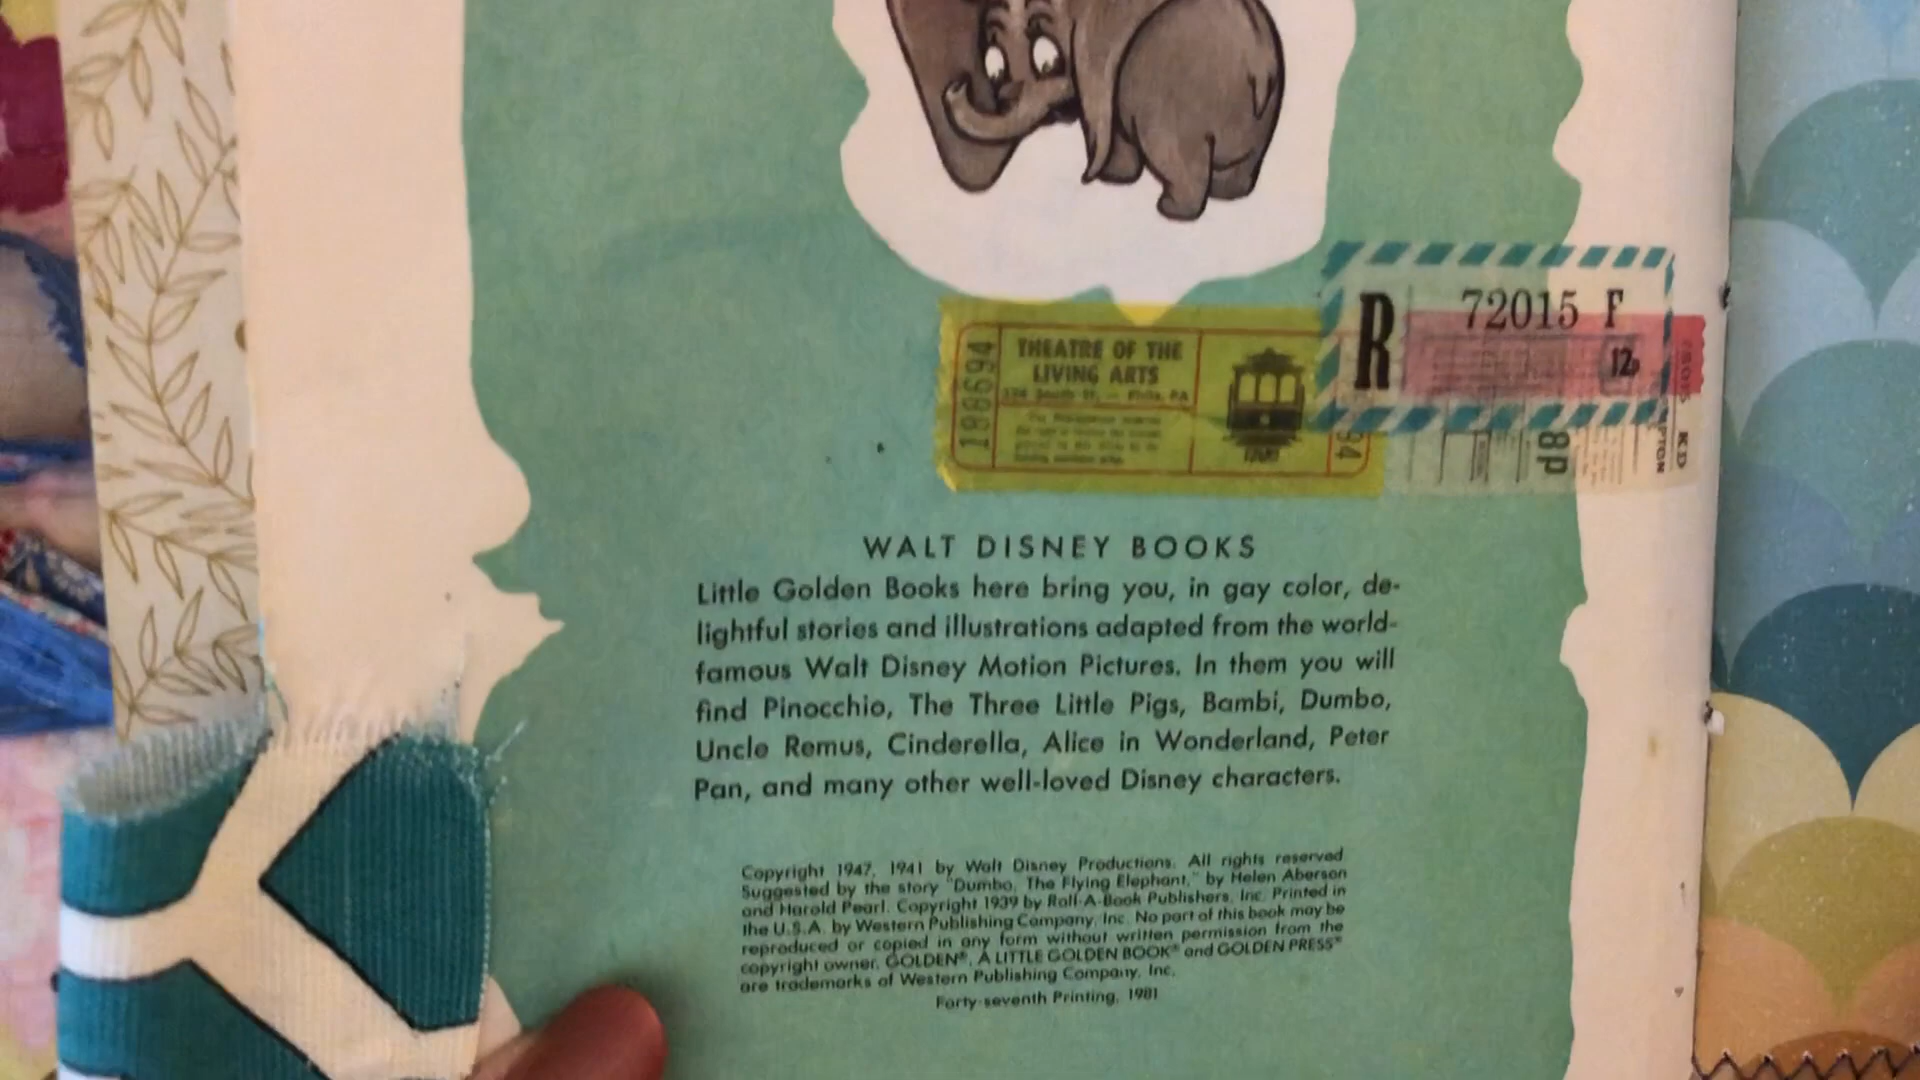 188694
THEATRE OF THE
LIVING ARTS
Phila, PA
94
R
72015 F
12p
8p
WALT DISNEY BOOKS
Little Golden Books here bring you, in gay color, de-
lightful stories and illustrations adapted from the world-
famous Walt Disney Motion Pictures. In them you will
find Pinocchio, The Three Little Pigs, Bambi, Dumbo,
Uncle Remus, Cinderella, Alice in Wonderland, Peter
Pan, and many other well-loved Disney characters.
Copyright 1947, 1941 by Walt Disney Productions. All rights reserved
Suggested by the story "Dumbo, The Flying Elephant," by Helen Aberson
and Harold Pearl. Copyright 1939 by Roll-A-Book Publishers, Inc. Printed in
the U.S.A. by Western Publishing Company, Inc. No part of this book may be
reproduced or copied in any form without written permission from the
copyright owner. GOLDEN®, A LITTLE GOLDEN BOOK® and GOLDEN PRESS®
are trademarks of Western Publishing Company, Inc.
Forty-seventh Printing, 1981